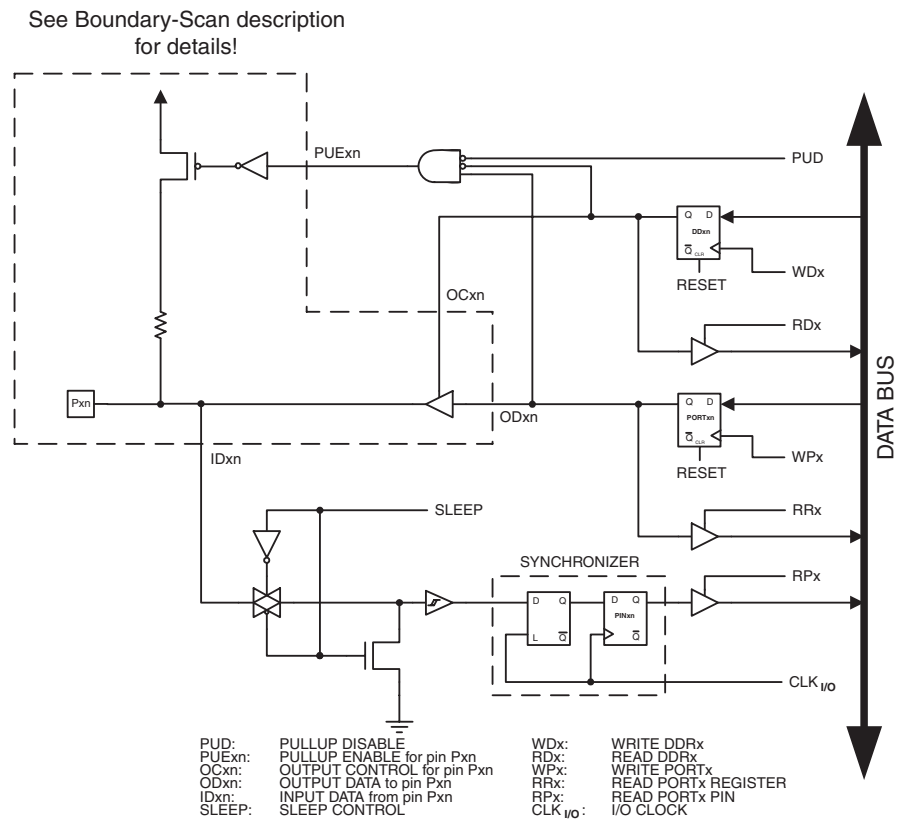 See Boundary-Scan description
for details!
PUExn
PUD
Q D
DDxn
Q CLR
WDx
RESET
OCxn
RDx
Pxn
ODxn
Q D
PORTxn
Q CLR
WPx
RESET
IDxn
DATA BUS
SLEEP
RRx
SYNCHRONIZER
RPx
D Q
L Q
D Q
PINxn
Q
CLK I/O
PUD: PULLUP DISABLE
PUExn: PULLUP ENABLE for pin Pxn
OCxn: OUTPUT CONTROL for pin Pxn
ODxn: OUTPUT DATA to pin Pxn
IDxn: INPUT DATA from pin Pxn
SLEEP: SLEEP CONTROL
WDx: WRITE DDRx
RDx: READ DDRx
WPx: WRITE PORTx
RRx: READ PORTx REGISTER
RPx: READ PORTx PIN
CLK I/O: I/O CLOCK